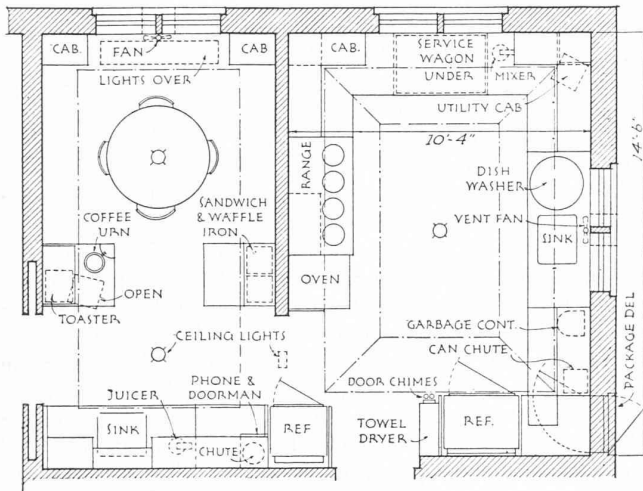 CAB.
FAN
CAB
LIGHTS OVER
COFFEE
URN
SANDWICH
& WAFFLE
IRON
OPEN
TOASTER
CEILING LIGHTS
JUICER
PHONE &
DOORMAN
SINK
CHUTE
REF
CAB.
SERVICE
WAGON
UNDER
MIXER
UTILITY CAB
10'-4"
14'-6"
RANGE
DISH
WASHER
VENT FAN
SINK
OVEN
GARBAGE CONT.
CAN CHUTE
PACKAGE DEL
DOOR CHIMES
TOWEL
DRYER
REF.